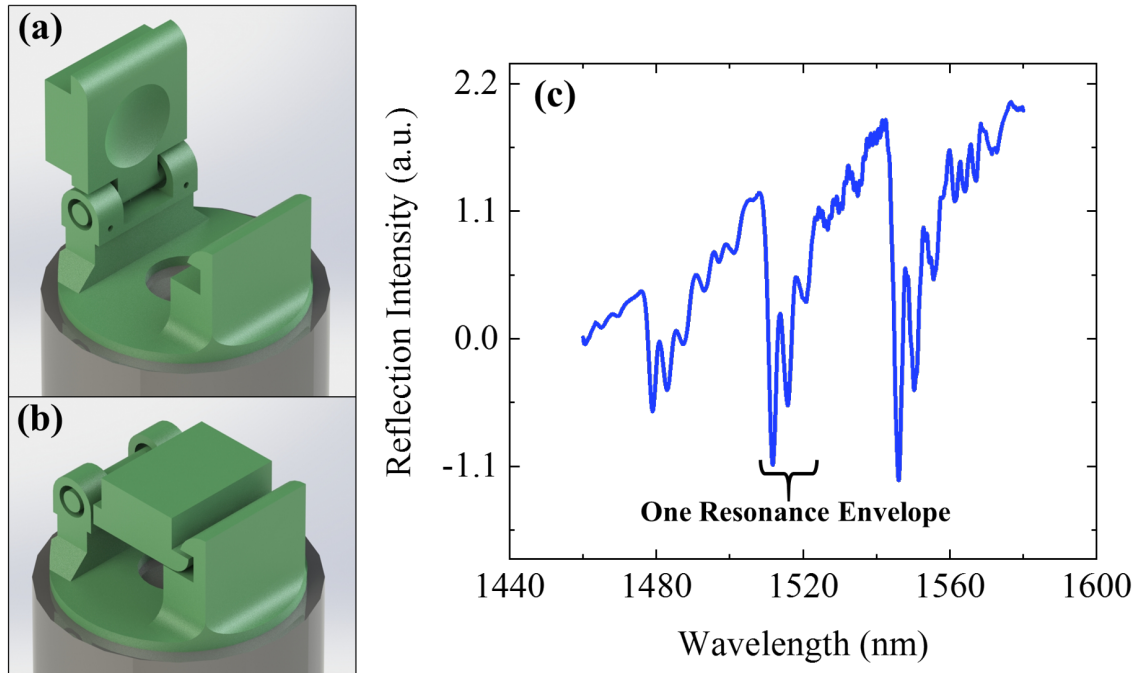 (a)
(b)
(c)
Reflection Intensity (a.u.)
2.2
1.1
0.0
-1.1
One Resonance Envelope
1440 1480 1520 1560 1600
Wavelength (nm)